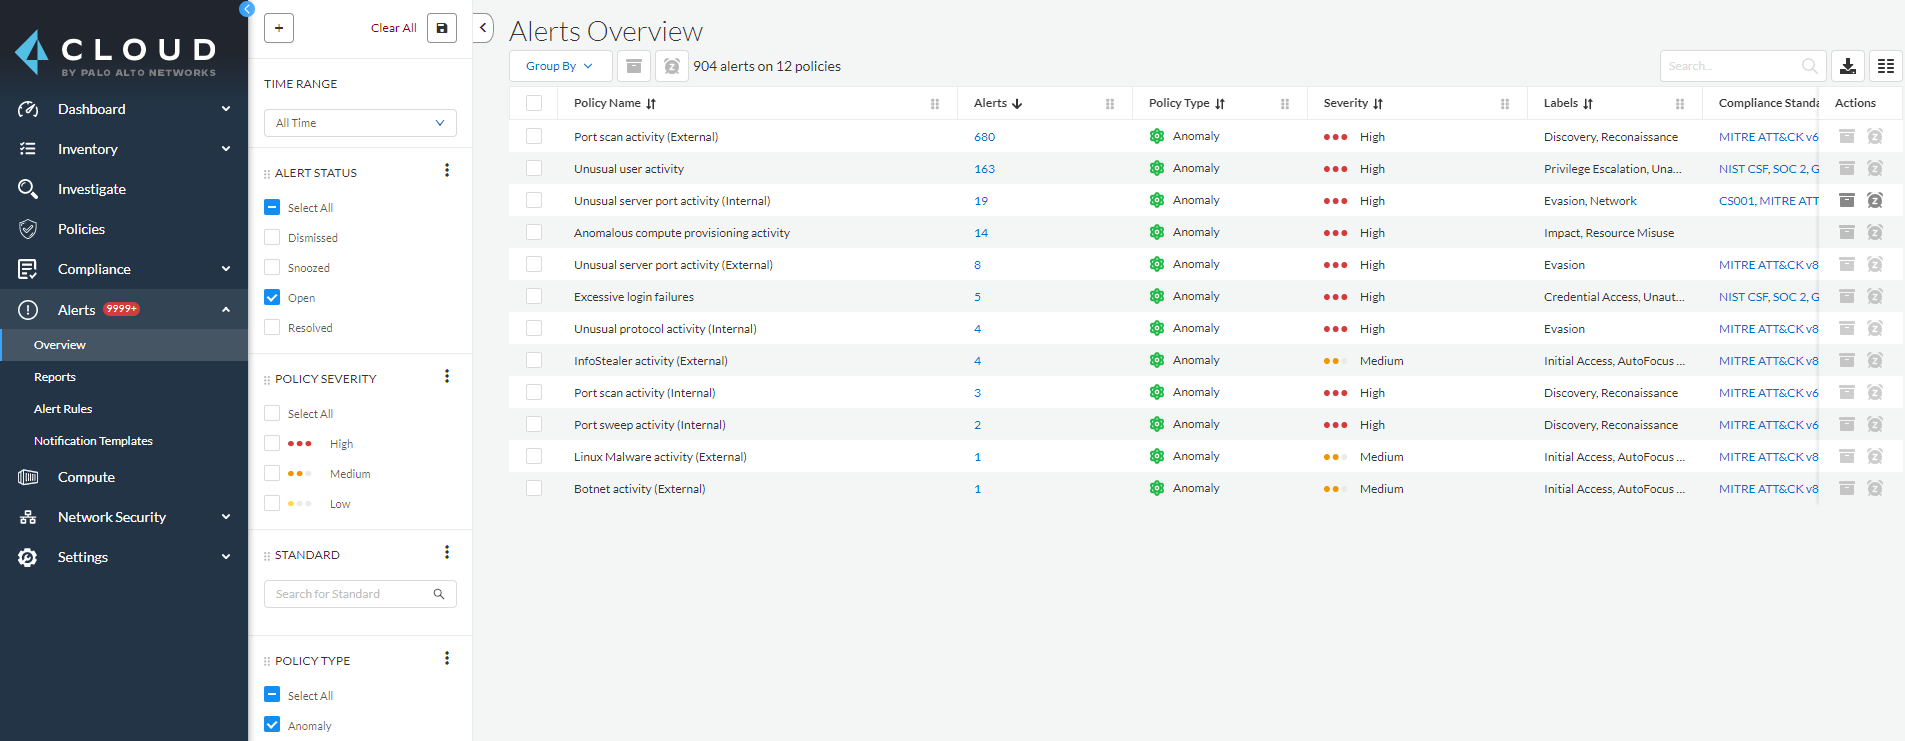 CLOUD
BY PALO ALTO NETWORKS
Dashboard
Inventory
Investigate
Policies
Compliance
Alerts 9999+
Overview
Reports
Alert Rules
Notification Templates
Compute
Network Security
Settings
+ Clear All
TIME RANGE
All Time
ALERT STATUS
Select All
Dismissed
Snoozed
Open
Resolved
POLICY SEVERITY
Select All
High
Medium
Low
STANDARD
Search for Standard
POLICY TYPE
Select All
Anomaly
Alerts Overview
Group By 904 alerts on 12 policies Search...
Policy Name Alerts Policy Type Severity Labels Compliance Standa Actions
Port scan activity (External) 680 Anomaly High Discovery, Reconaissance MITRE ATT&CK v6
Unusual user activity 163 Anomaly High Privilege Escalation, Una... NIST CSF, SOC 2, G
Unusual server port activity (Internal) 19 Anomaly High Evasion, Network CS001, MITRE ATT
Anomalous compute provisioning activity 14 Anomaly High Impact, Resource Misuse
Unusual server port activity (External) 8 Anomaly High Evasion MITRE ATT&CK v8
Excessive login failures 5 Anomaly High Credential Access, Unaut... NIST CSF, SOC 2, G
Unusual protocol activity (Internal) 4 Anomaly High Evasion MITRE ATT&CK v8
InfoStealer activity (External) 4 Anomaly Medium Initial Access, AutoFocus ... MITRE ATT&CK v8
Port scan activity (Internal) 3 Anomaly High Discovery, Reconaissance MITRE ATT&CK v6
Port sweep activity (Internal) 2 Anomaly High Discovery, Reconaissance MITRE ATT&CK v6
Linux Malware activity (External) 1 Anomaly Medium Initial Access, AutoFocus ... MITRE ATT&CK v8
Botnet activity (External) 1 Anomaly Medium Initial Access, AutoFocus ... MITRE ATT&CK v8